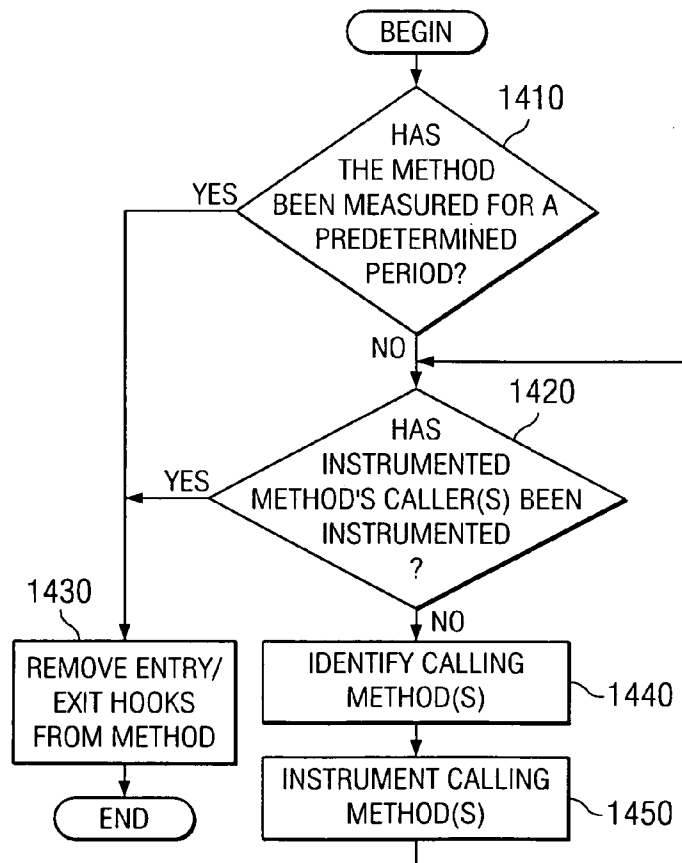 BEGIN
1410
HAS
THE METHOD
BEEN MEASURED FOR A
PREDETERMINED
PERIOD?
YES
NO
1420
HAS
INSTRUMENTED
METHOD'S CALLER(S) BEEN
INSTRUMENTED
?
YES
NO
1430
REMOVE ENTRY/
EXIT HOOKS
FROM METHOD
END
IDENTIFY CALLING
METHOD(S)
1440
INSTRUMENT CALLING
METHOD(S)
1450